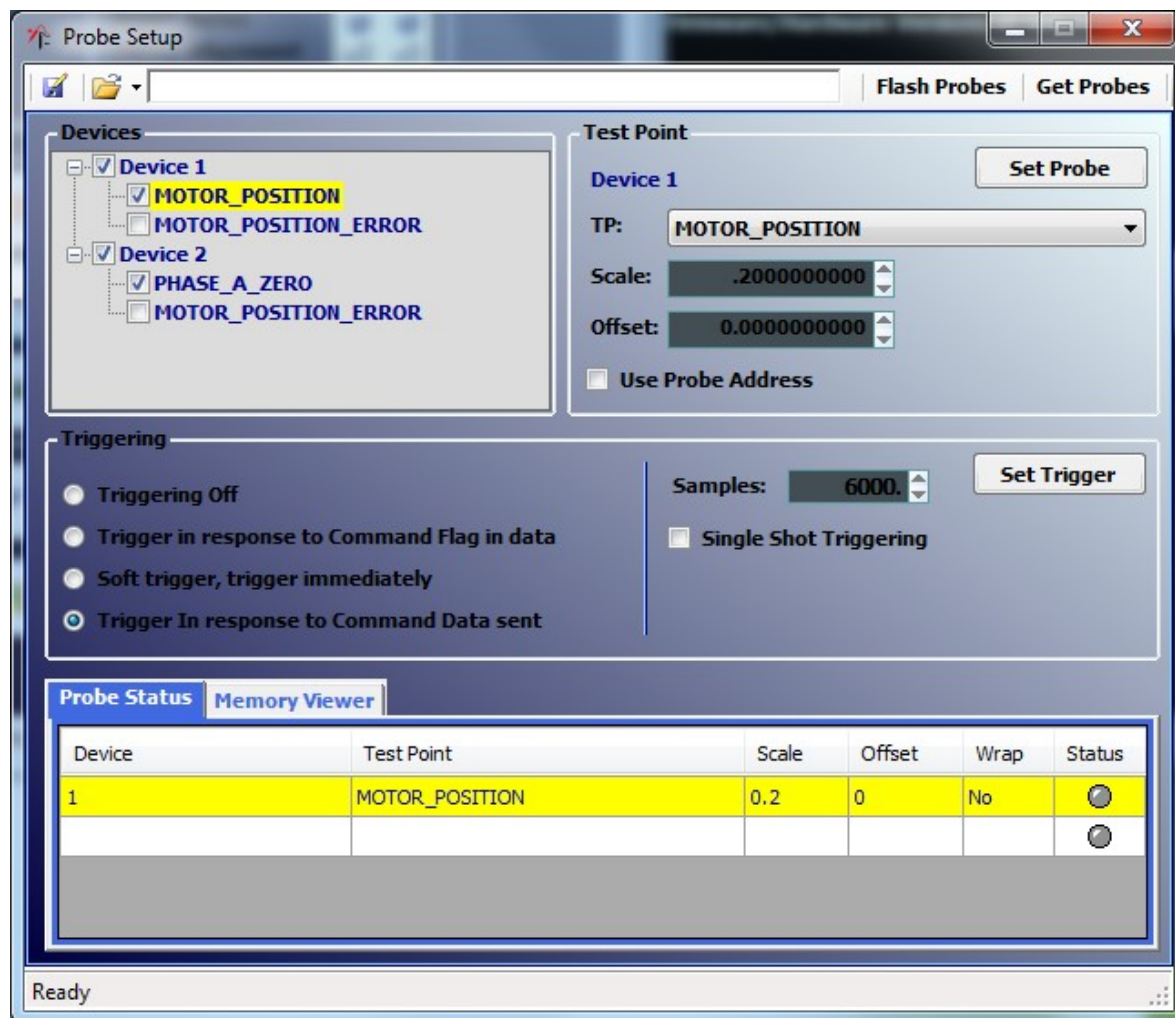 Probe Setup
Flash Probes Get Probes
Devices
Device 1
MOTOR_POSITION
MOTOR_POSITION_ERROR
Device 2
PHASE_A_ZERO
MOTOR_POSITION_ERROR
Test Point
Device 1 Set Probe
TP: MOTOR_POSITION
Scale: .2000000000
Offset: 0.0000000000
Use Probe Address
Triggering
Triggering Off
Trigger in response to Command Flag in data
Soft trigger, trigger immediately
Trigger In response to Command Data sent
Samples: 6000. Set Trigger
Single Shot Triggering
Probe Status Memory Viewer
Device Test Point Scale Offset Wrap Status
1 MOTOR_POSITION 0.2 0 No
Ready